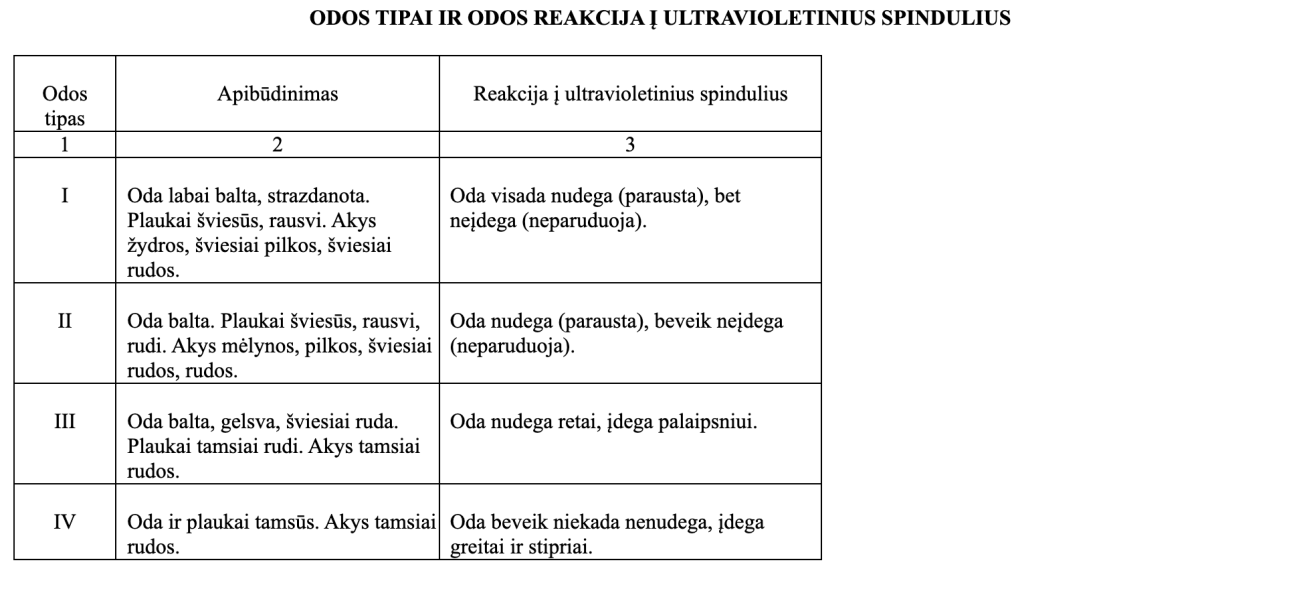 ODOS TIPAI IR ODOS REAKCIJA Į ULTRAVIOLETINIUS SPINDULIUS
Odos
tipas
Apibūdinimas
Reakcija į ultravioletinius spindulius
1
2
3
I
Oda labai balta, strazdanota.
Plaukai šviesūs, rausvi. Akys
žydros, šviesiai pilkos, šviesiai
rudos.
Oda visada nudega (parausta), bet
neįdega (neparuduoja).
II
Oda balta. Plaukai šviesūs, rausvi,
rudi. Akys mėlynos, pilkos, šviesiai
rudos, rudos.
Oda nudega (parausta), beveik neįdega
(neparuduoja).
III
Oda balta, gelsva, šviesiai ruda.
Plaukai tamsiai rudi. Akys tamsiai
rudos.
Oda nudega retai, įdega palaipsniui.
IV
Oda ir plaukai tamsūs. Akys tamsiai
rudos.
Oda beveik niekada nenudega, įdega
greitai ir stipriai.